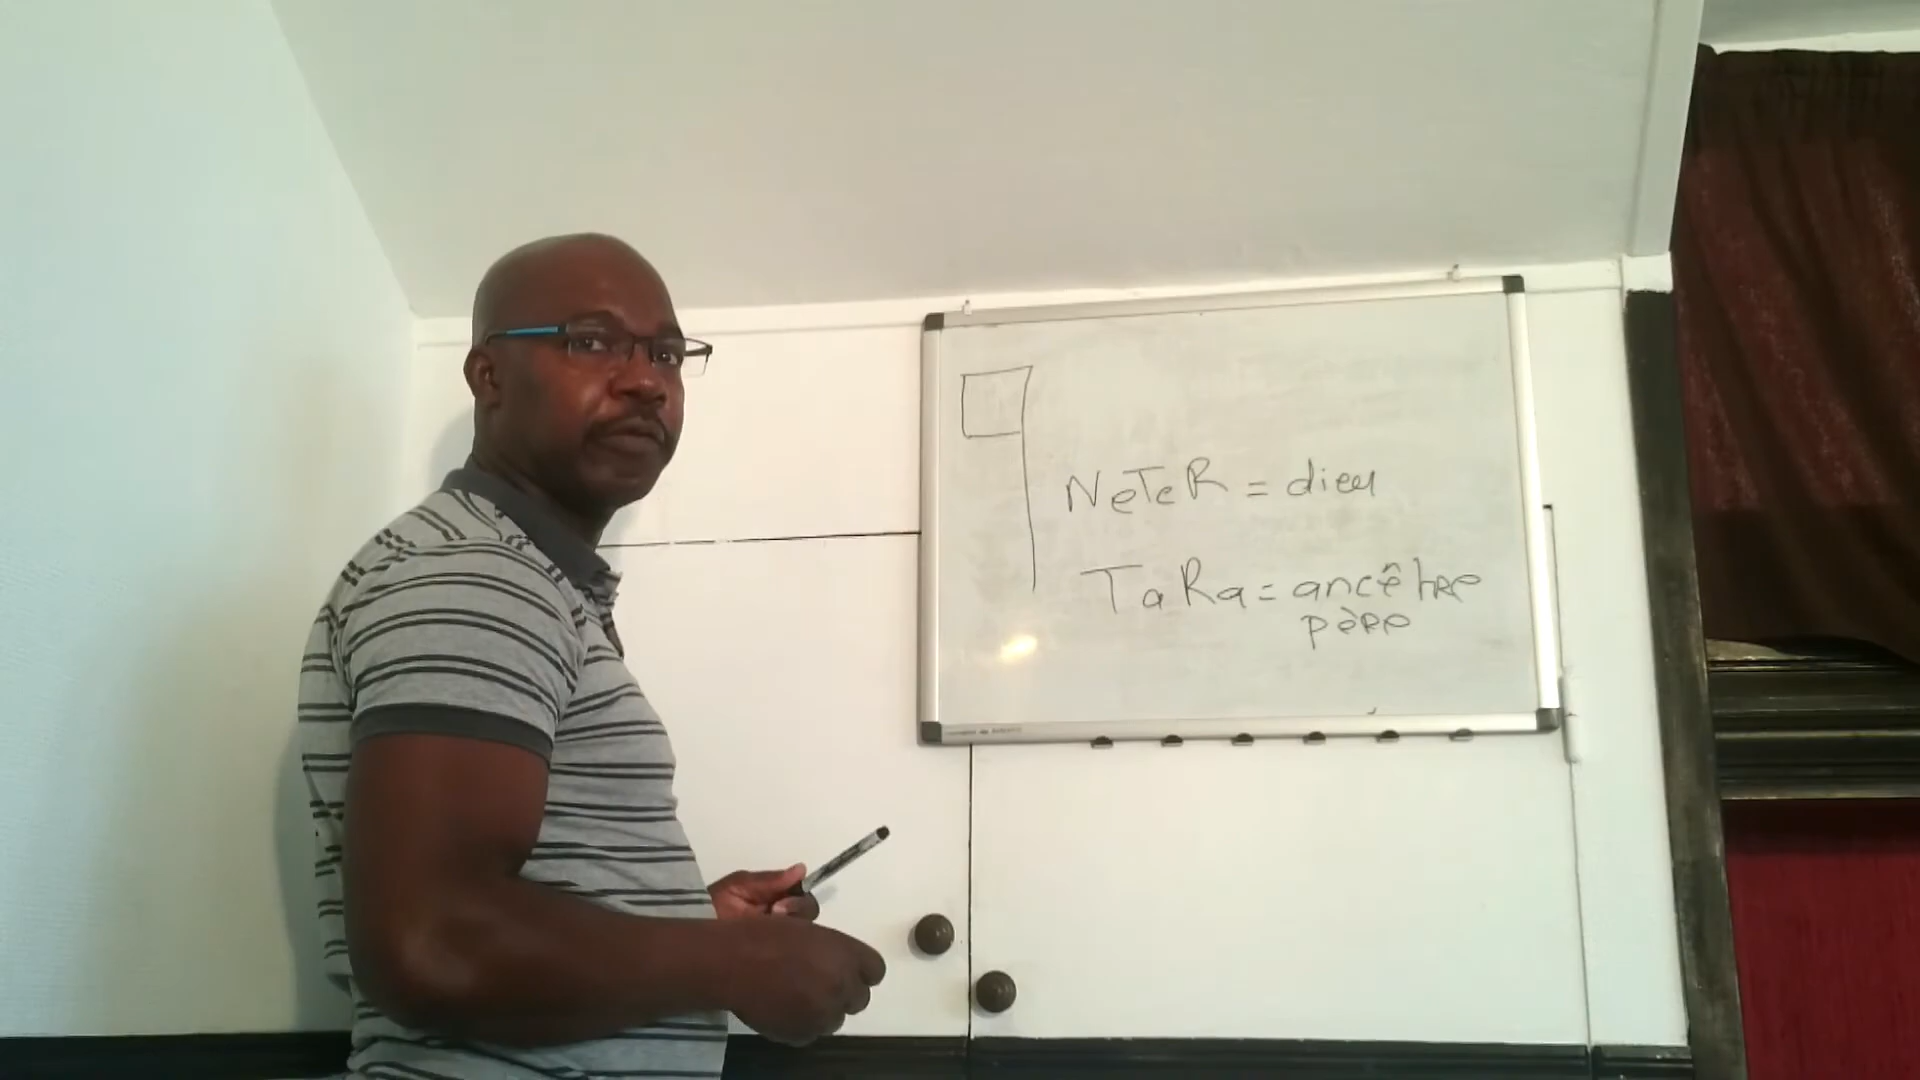 NeTeR = dieu
TaRa = ancêtre
père